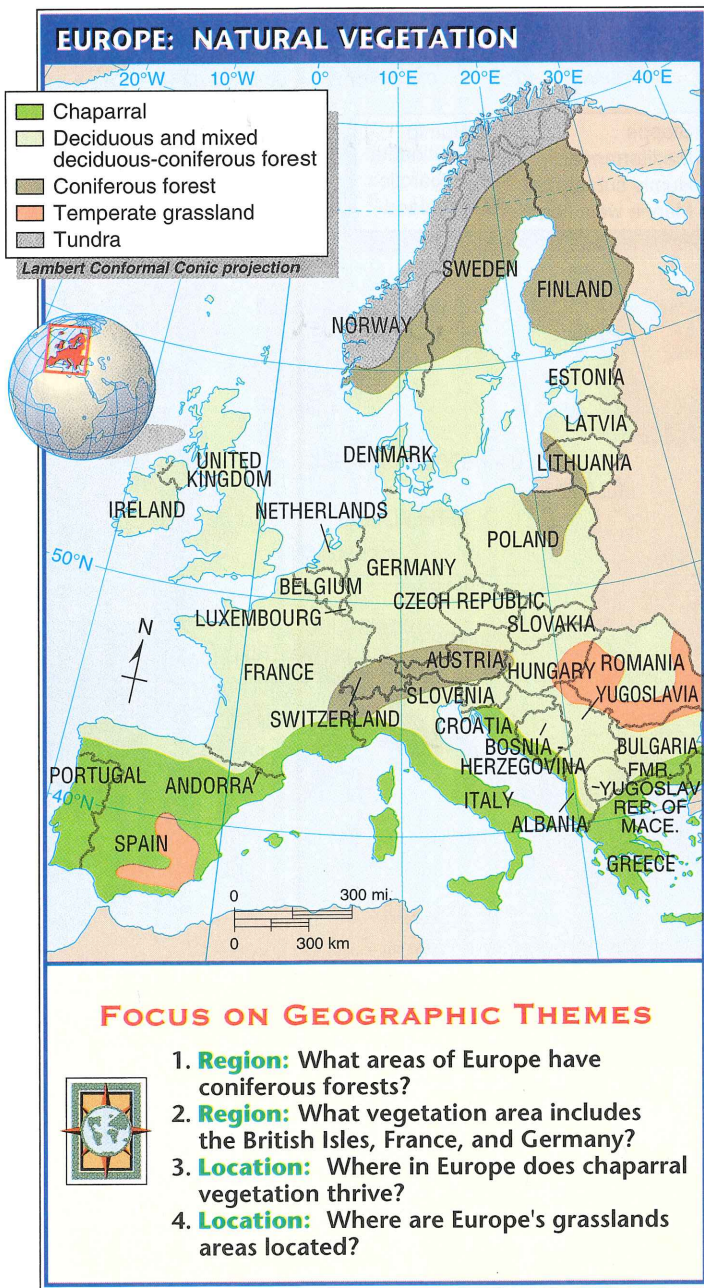 EUROPE: NATURAL VEGETATION
20°W 10°W 0° 10°E 20°E 30°E 40°E
Chaparral
Deciduous and mixed
deciduous-coniferous forest
Coniferous forest
Temperate grassland
Tundra
Lambert Conformal Conic projection
SWEDEN
FINLAND
NORWAY
ESTONIA
LATVIA
LITHUANIA
DENMARK
UNITED
KINGDOM
IRELAND
NETHERLANDS
POLAND
50°N
GERMANY
BELGIUM
CZECH REPUBLIC
LUXEMBOURG
SLOVAKIA
N
AUSTRIA
FRANCE
HUNGARY
ROMANIA
SLOVENIA
YUGOSLAVIA
SWITZERLAND
CROATIA
BOSNIA
HERZEGOVINA
BULGARIA
PORTUGAL
ANDORRA
FMR.
YUGOSLAV
REP. OF
MACE.
40°N
ITALY
ALBANIA
SPAIN
GREECE
0 300 mi.
0 300 km
FOCUS ON GEOGRAPHIC THEMES
1. Region: What areas of Europe have
coniferous forests?
2. Region: What vegetation area includes
the British Isles, France, and Germany?
3. Location: Where in Europe does chaparral
vegetation thrive?
4. Location: Where are Europe's grasslands
areas located?